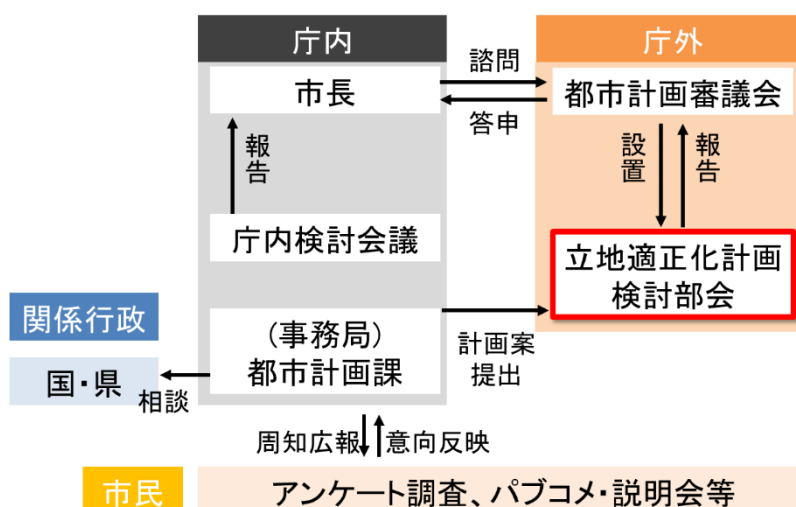 庁内
庁外
市長
諮問
答申
都市計画審議会
報告
設置
報告
庁内検討会議
立地適正化計画
検討部会
関係行政
国・県
相談
(事務局)
都市計画課
計画案
提出
周知広報
意向反映
市民
アンケート調査、パブコメ・説明会等